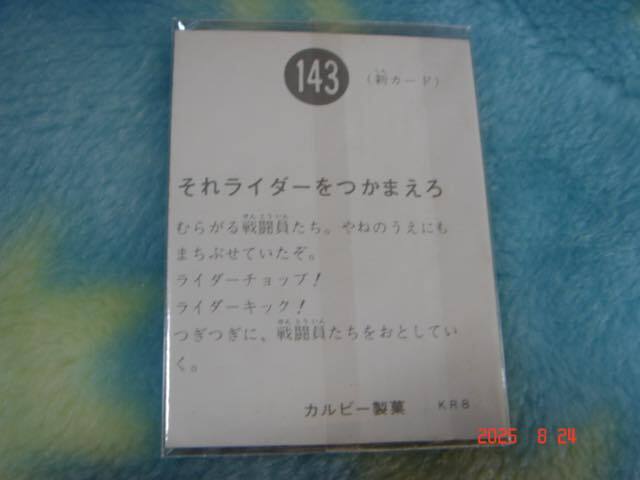 143
(新カード)
それライダーをつかまえろ
むらがる戦闘員たち。やねのうえにも
まちぶせていたぞ。
ライダーチョップ!
ライダーキック!
つぎつぎに、戦闘員たちをおとしてい
く。
カルビー製菓 KR8
2025 8 24